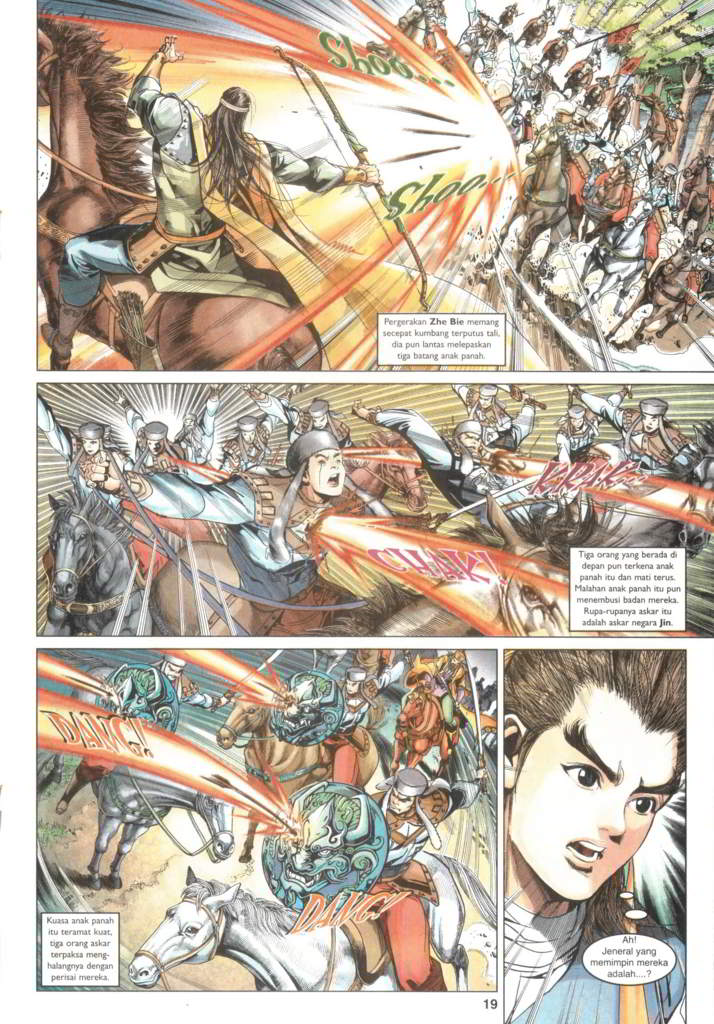 Shoo...
Shoo...
Pergerakan Zhe Bie memang
secepat kumbang terputus tali,
dia pun lantas melepaskan
tiga batang anak panah.
KRAK...
CHAK!
Tiga orang yang berada di
depan pun terkena anak
panah itu dan mati terus.
Malahan anak panah itu pun
menembusi badan mereka.
Rupa-rupanya askar itu
adalah askar negara Jin.
DANG!
DANG!
Kuasa anak panah
itu teramat kuat,
tiga orang askar
terpaksa meng-
halangnya dengan
perisai mereka.
Ah!
Jeneral yang
memimpin mereka
adalah....?
19